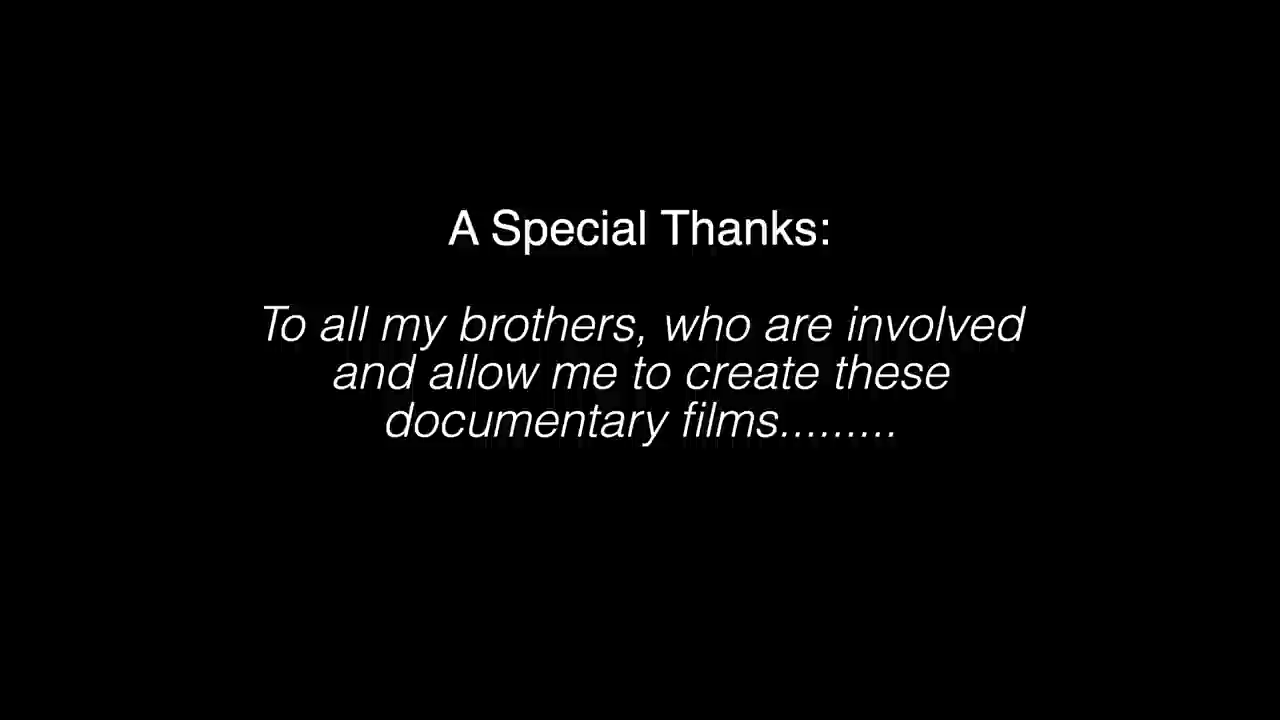 A Special Thanks:
To all my brothers, who are involved
and allow me to create these
documentary films.........